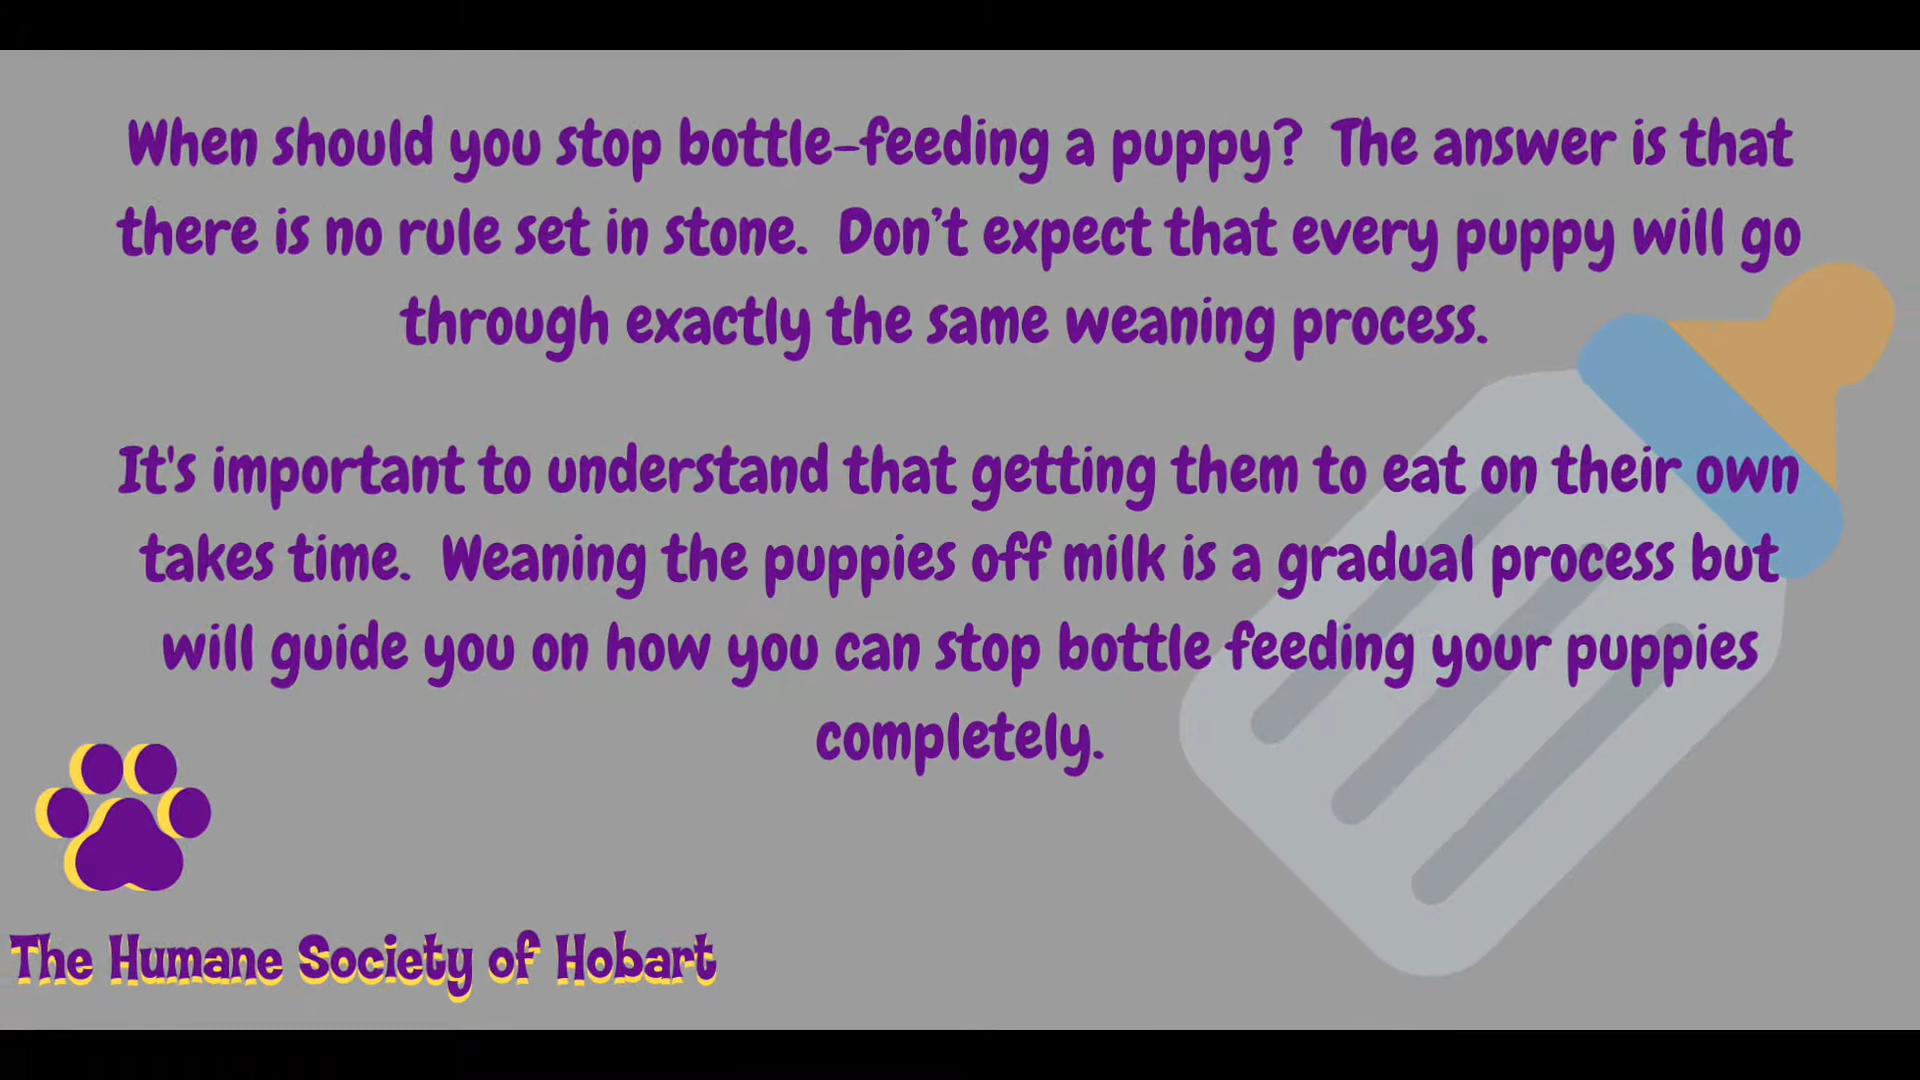 When should you stop bottle-feeding a puppy? The answer is that
there is no rule set in stone. Don't expect that every puppy will go
through exactly the same weaning process.
It's important to understand that getting them to eat on their own
takes time. Weaning the puppies off milk is a gradual process but
will guide you on how you can stop bottle feeding your puppies
completely.
The Humane Society of Hobart